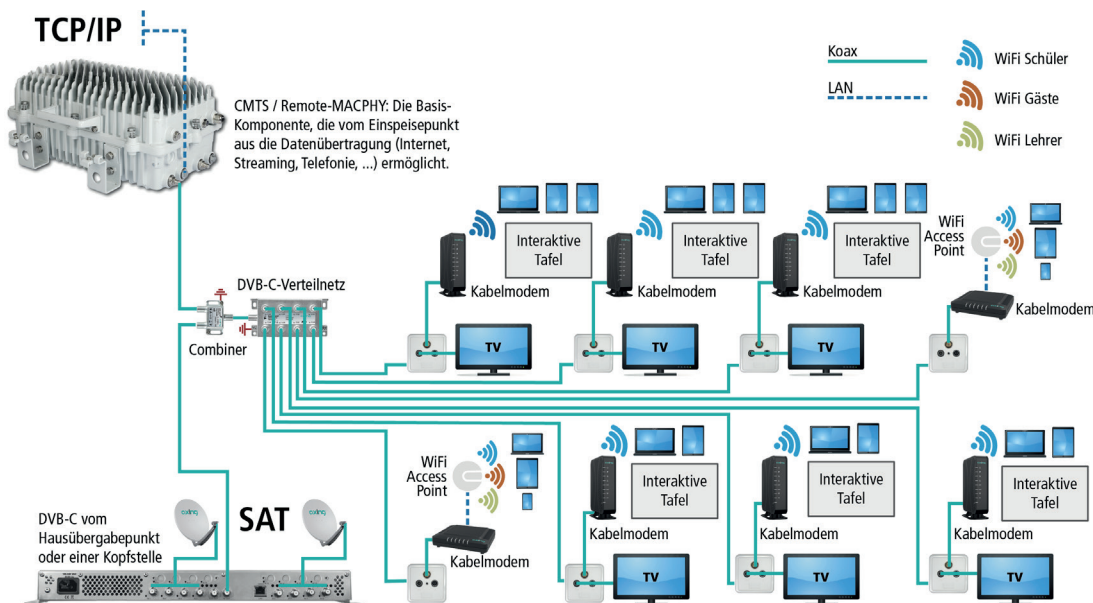 TCP/IP
CMTS / Remote-MACPHY: Die Basis-
Komponente, die vom Einspeisepunkt
aus die Datenübertragung (Internet,
Streaming, Telefonie, ...) ermöglicht.
Koax
LAN
WiFi Schüler
WiFi Gäste
WiFi Lehrer
DVB-C-Verteilnetz
Combiner
Interaktive
Tafel
Kabelmodem
TV
Interaktive
Tafel
Kabelmodem
TV
Interaktive
Tafel
Kabelmodem
TV
WiFi
Access
Point
Kabelmodem
WiFi
Access
Point
Kabelmodem
Interaktive
Tafel
Kabelmodem
TV
Interaktive
Tafel
Kabelmodem
TV
Interaktive
Tafel
Kabelmodem
TV
SAT
DVB-C vom
Hausübergabepunkt
oder einer Kopfstelle
axing
axing